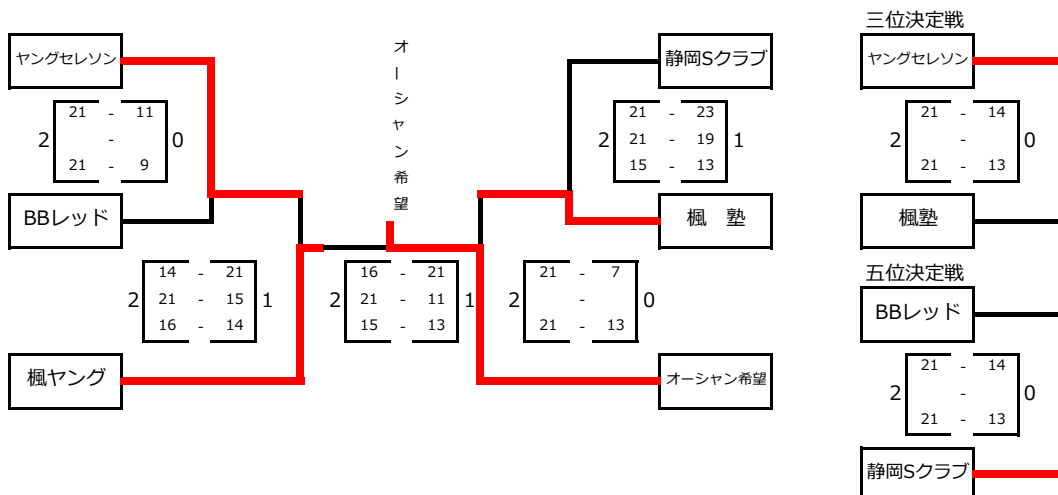 ヤングセレソン
2 21 - 11 0
-
21 - 9
BBレッド
2 14 - 21 1
21 - 15
16 - 14
楓ヤング
オーシャン希望
2 16 - 21 1
21 - 11
15 - 13
静岡Sクラブ
2 21 - 23 1
21 - 19
15 - 13
楓 塾
2 21 - 7 0
-
21 - 13
オーシャン希望
三位決定戦
ヤングセレソン
2 21 - 14 0
-
21 - 13
楓塾
五位決定戦
BBレッド
2 21 - 14 0
-
21 - 13
静岡Sクラブ